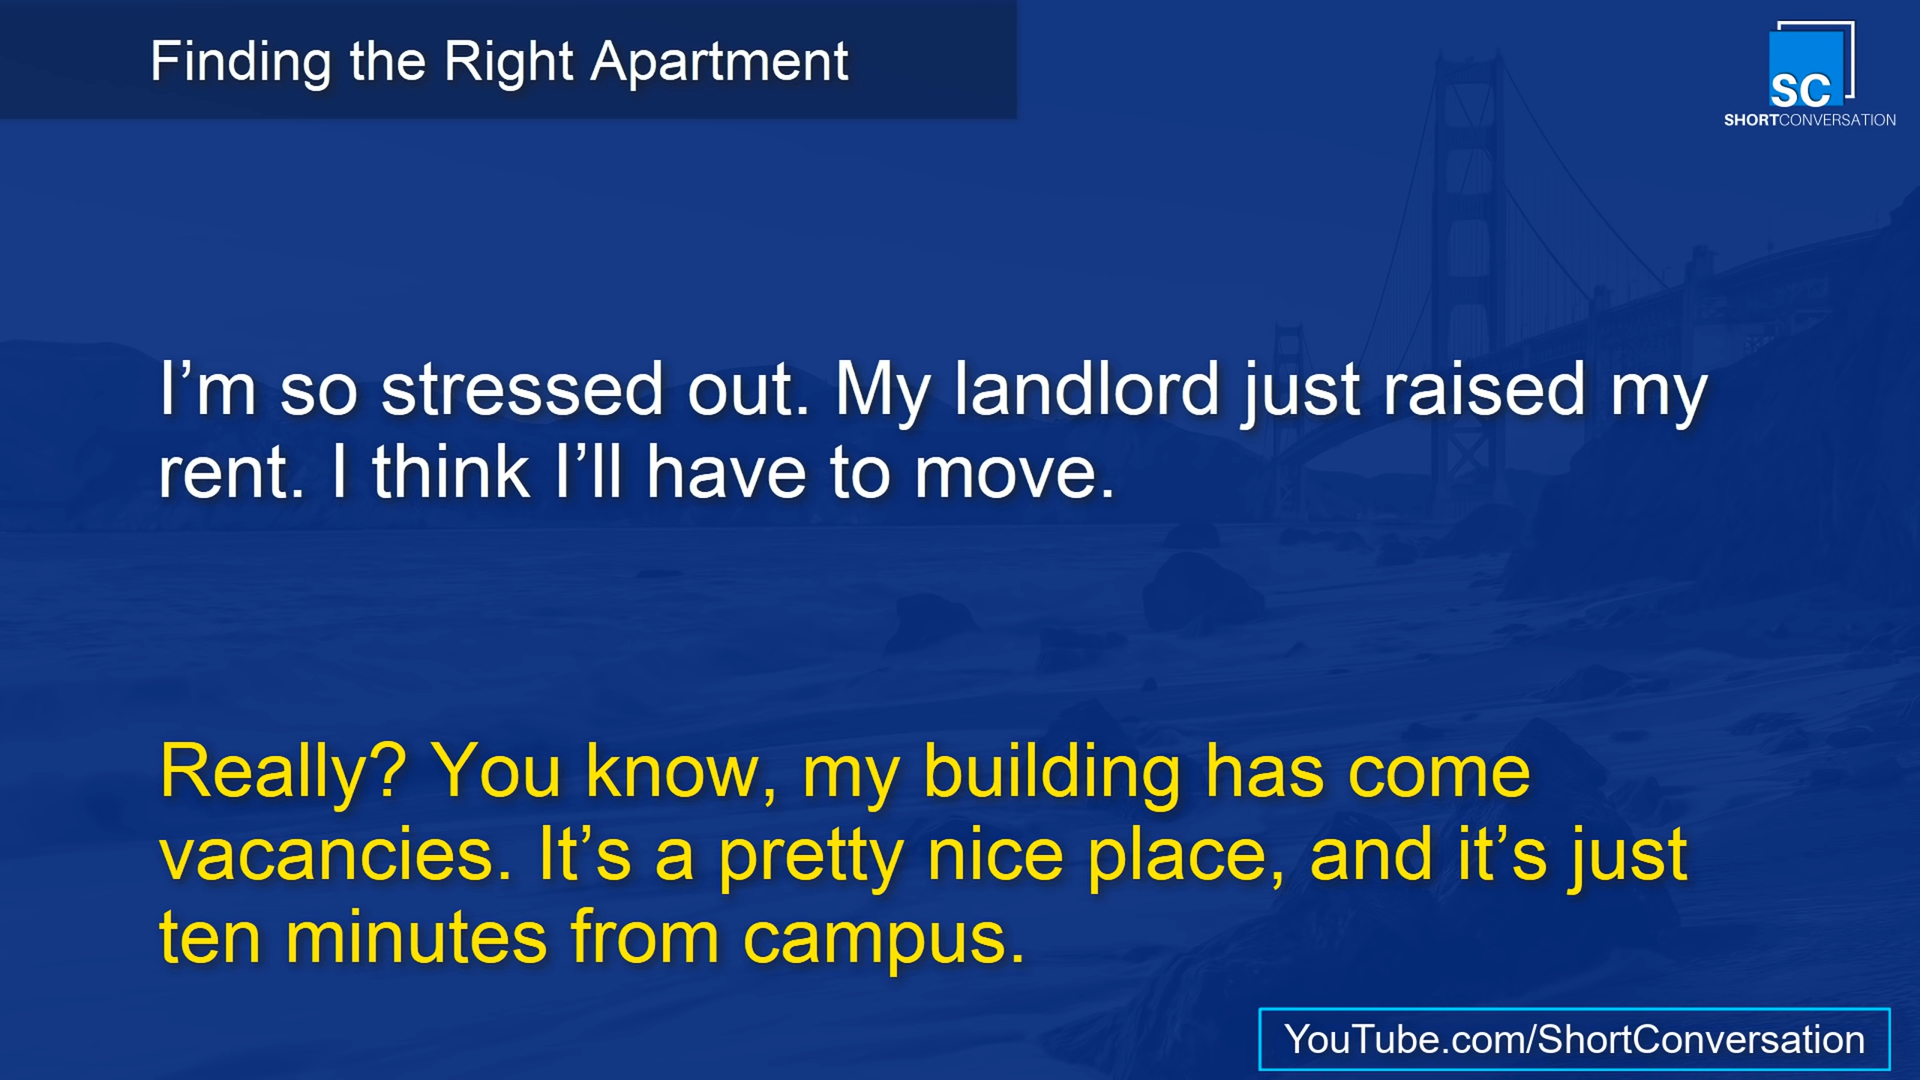 Finding the Right Apartment
SC
SHORTCONVERSATION
I’m so stressed out. My landlord just raised my
rent. I think I’ll have to move.
Really? You know, my building has come
vacancies. It’s a pretty nice place, and it’s just
ten minutes from campus.
YouTube.com/ShortConversation